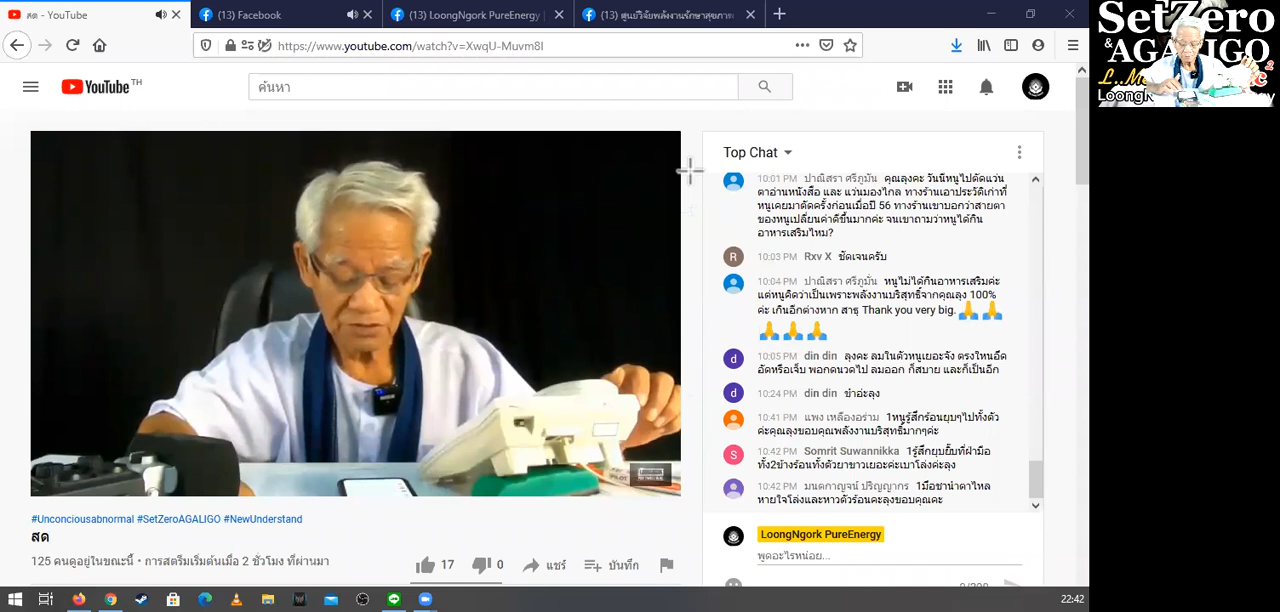 สด - YouTube
(13) Facebook
(13) LoongNgork PureEnergy
(13) ศูนย์วิจัยพลังงานรักษาสุขภาพ
https://www.youtube.com/watch?v=XwqU-Muvm8I
SetZero
& AGALIGO
YouTube TH
ค้นหา
Top Chat
10:01 PM ปาณิสรา ศรีภูมั่น คุณลุงคะ วันนี้หนูไปตัดแว่น
ตาอ่านหนังสือ และ แว่นมองไกล ทางร้านเอาประวัติเก่าที่
หนูเคยมาตัดครั้งก่อนเมื่อปี 56 ทางร้านเขาบอกว่าสายตา
ของหนูเปลี่ยนค่าดีขึ้นมากค่ะ จนเขาถามว่าหนูได้กิน
อาหารเสริมไหม?
10:03 PM Rxv X ชัดเจนครับ
10:04 PM ปาณิสรา ศรีภูมั่น หนูไม่ได้กินอาหารเสริมค่ะ
แต่หนูคิดว่าเป็นเพราะพลังงานบริสุทธิ์จากคุณลุง 100%
ค่ะ เกินอีกต่างหาก สาธุ Thank you very big. 🙏🙏
🙏🙏🙏
10:05 PM din din ลุงคะ ลมในตัวหนูเยอะจัง ตรงไหนอึด
อัดหรือเจ็บ พอกดนวดไป ลมออก ก็สบาย และก็เป็นอีก
10:24 PM din din ขำอ่ะลุง
10:41 PM แพง เหลืองอร่าม 1หนูรู้สึกร้อนยุบๆไปทั้งตัว
ค่ะคุณลุงขอบคุณพลังงานบริสุทธิ์มากๆค่ะ
10:42 PM Somrit Suwannikka 1รู้สึกยุบยั๊บที่ฝ่ามือ
ทั้ง2ข้างร้อนทั้งตัวยาขาวเยอะค่ะเบาโล่งค่ะลุง
10:42 PM มนตกาญจน์ ปริญญากร 1มือชาน้ำตาไหล
หายใจโล่งและหาวตัวร้อนคะลุงขอบคุณคะ
LoongNgork PureEnergy
พูดอะไรหน่อย...
#Unconciousabnormal #SetZeroAGALIGO #NewUnderstand
สด
125 คนดูอยู่ในขณะนี้ • การสตรีมเริ่มต้นเมื่อ 2 ชั่วโมง ที่ผ่านมา
17
0
แชร์
บันทึก
22:42